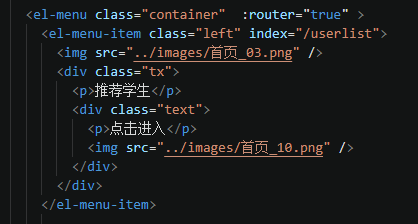 <el-menu class="container"  :router="true" >
<el-menu-item class="left" index="/userlist">
<img src="../images/首页_03.png" />
<div class="tx">
<p>推荐学生</p>
<div class="text">
<p>点击进入</p>
<img src="../images/首页_10.png" />
</div>
</div>
</el-menu-item>